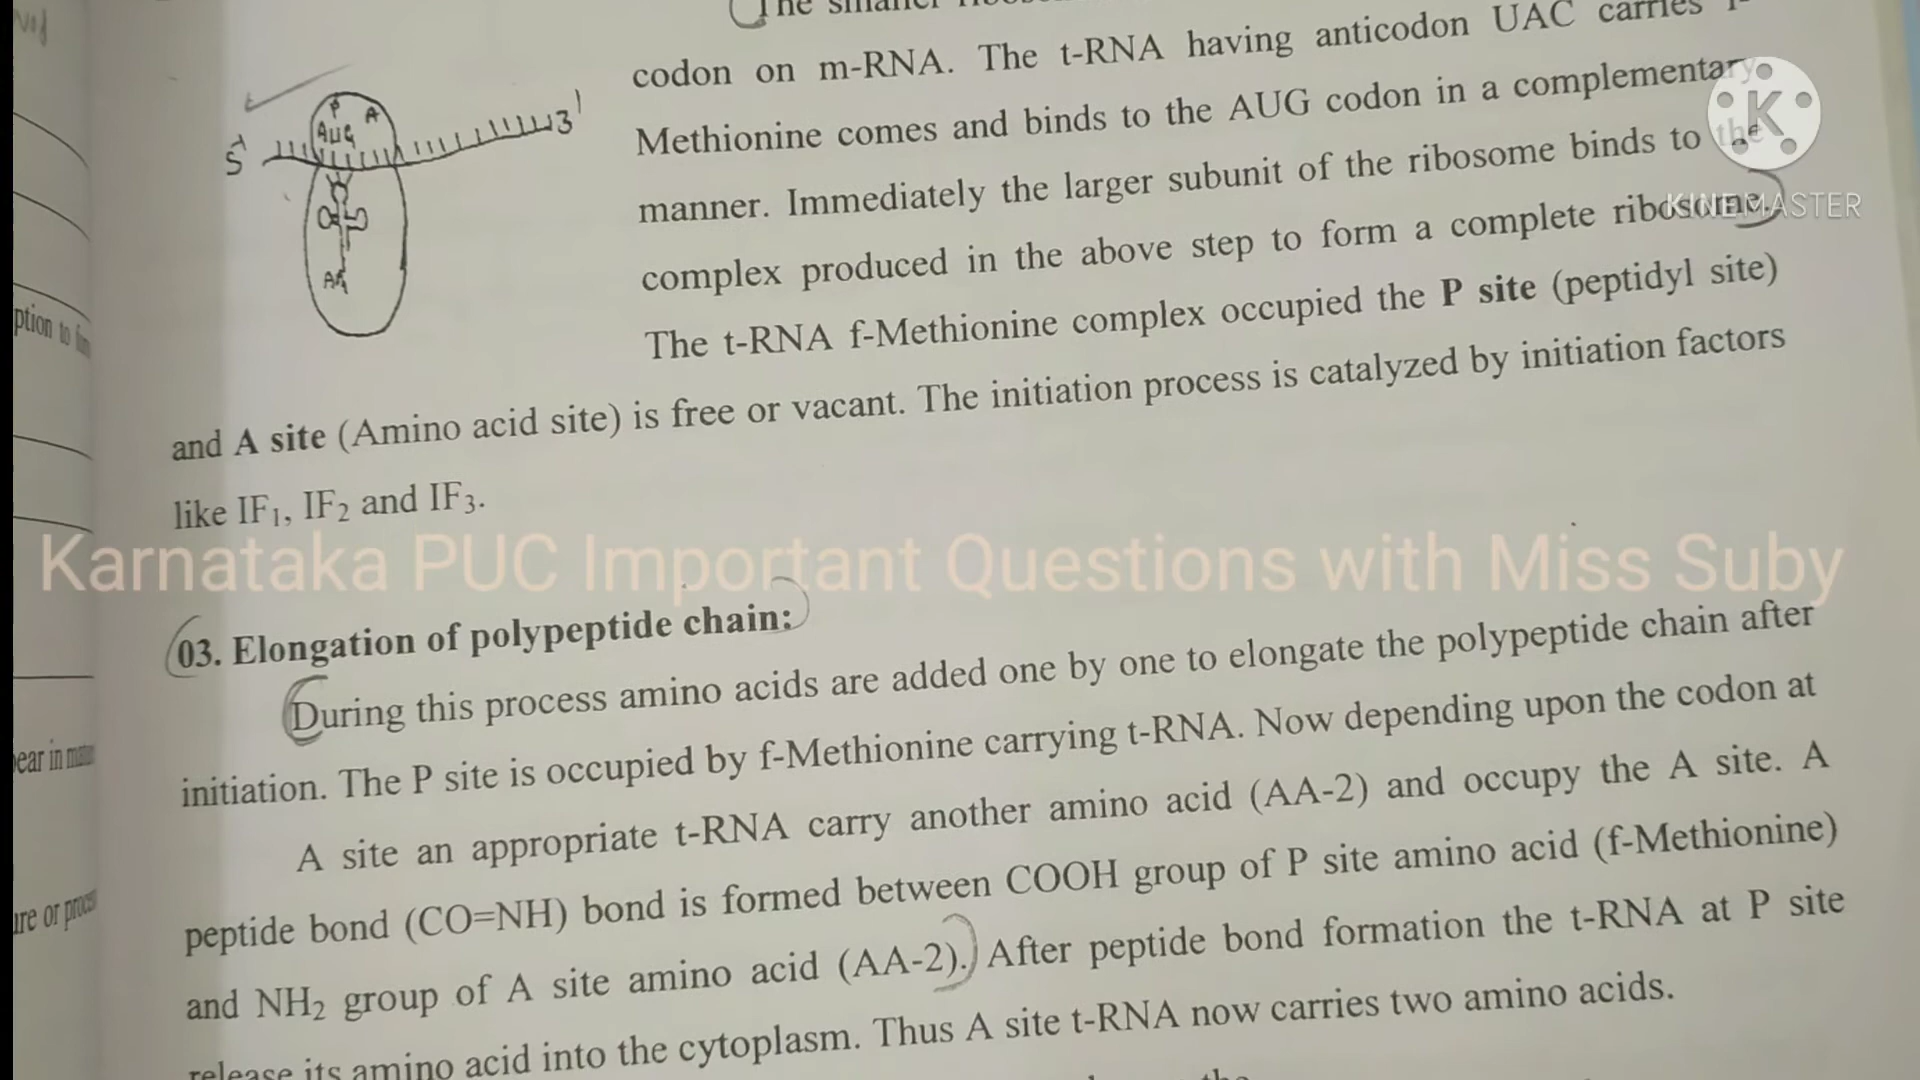 The smaller
codon on m-RNA. The t-RNA having anticodon UAC carries
Methionine comes and binds to the AUG codon in a complementary
manner. Immediately the larger subunit of the ribosome binds to the
complex produced in the above step to form a complete ribosome.
The t-RNA f-Methionine complex occupied the P site (peptidyl site)
and A site (Amino acid site) is free or vacant. The initiation process is catalyzed by initiation factors
like IF₁, IF₂ and IF₃.
5'
P
A
AUG
3'
K
KINEMASTER
Karnataka PUC Important Questions with Miss Suby
03. Elongation of polypeptide chain:
During this process amino acids are added one by one to elongate the polypeptide chain after
initiation. The P site is occupied by f-Methionine carrying t-RNA. Now depending upon the codon at
A site an appropriate t-RNA carry another amino acid (AA-2) and occupy the A site. A
peptide bond (CO=NH) bond is formed between COOH group of P site amino acid (f-Methionine)
and NH₂ group of A site amino acid (AA-2). After peptide bond formation the t-RNA at P site
release its amino acid into the cytoplasm. Thus A site t-RNA now carries two amino acids.
the
ption to
ear in
ure or